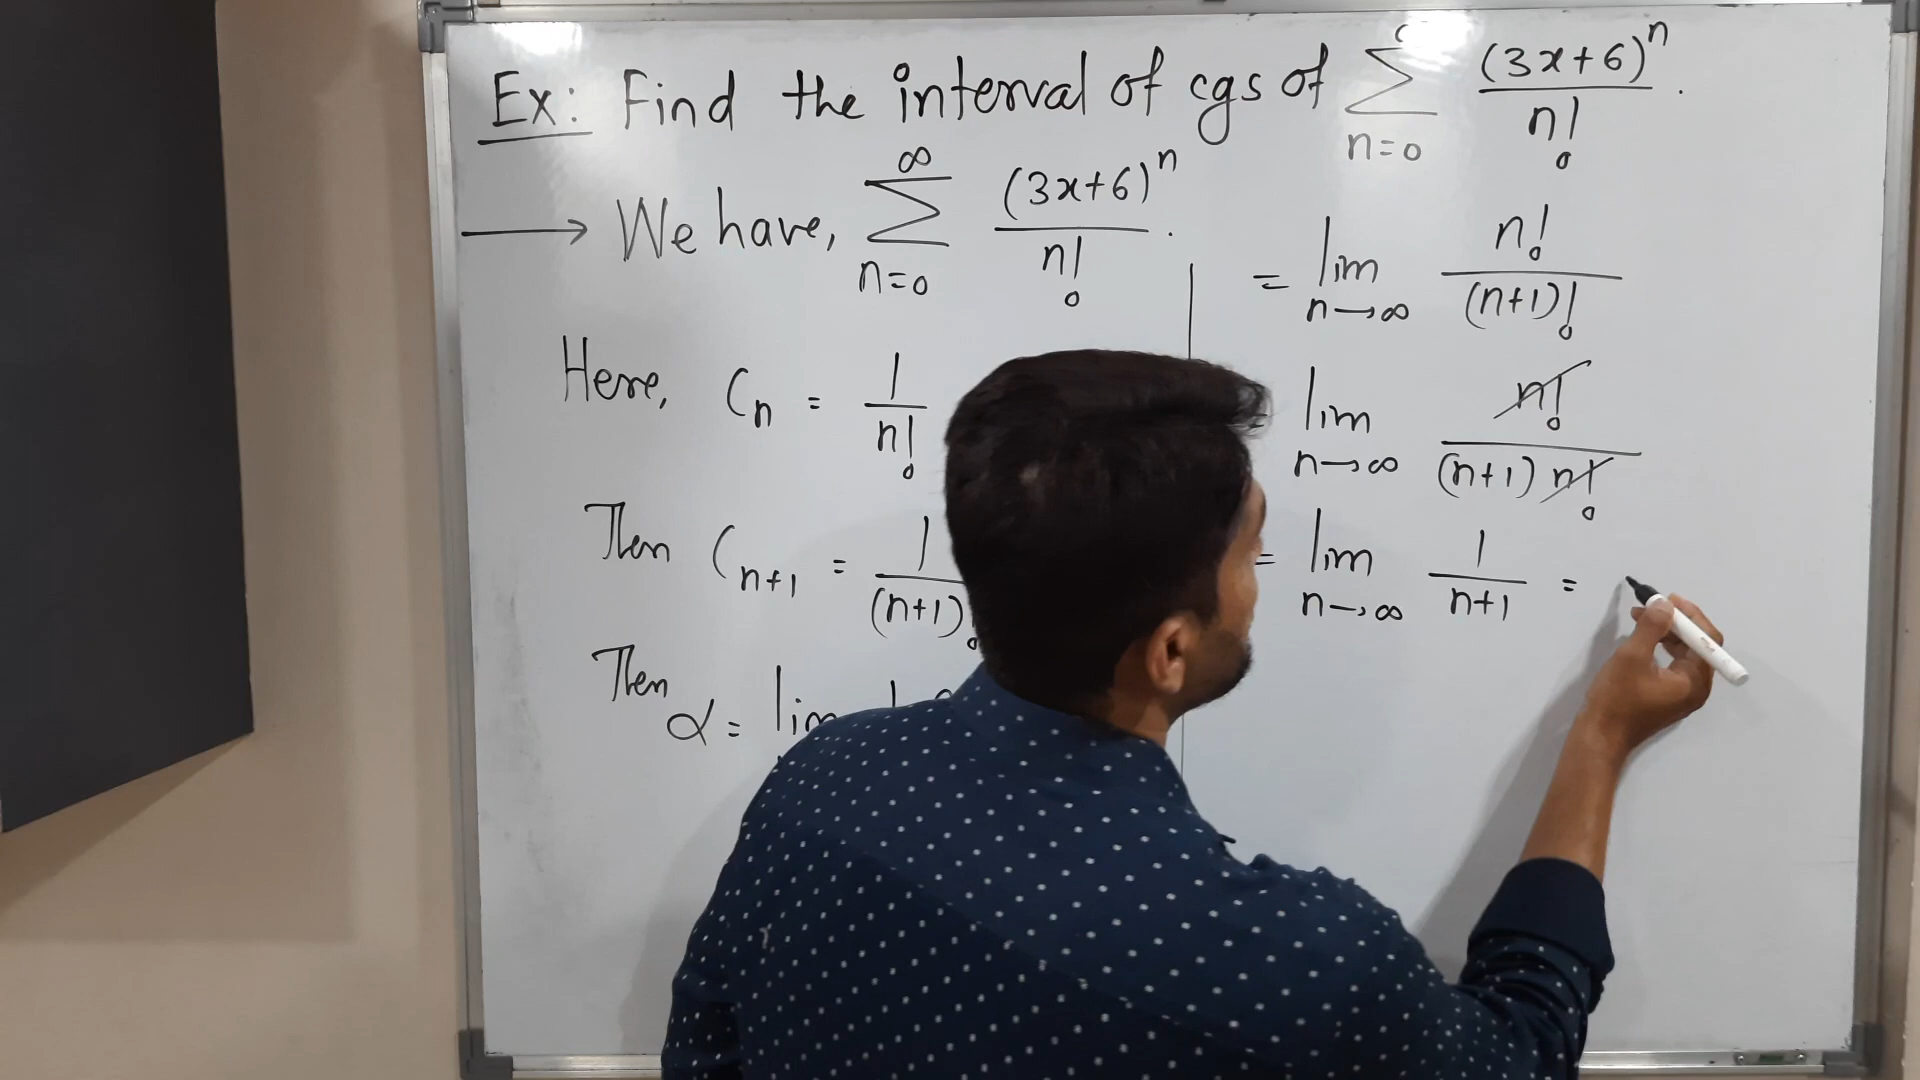 Ex: Find the interval of cgs of ∑ n=0 (3x+6)^n / n! .
→ We have, ∑ n=0 ∞ (3x+6)^n / n! .
Here, Cn = 1 / n!
Then Cn+1 = 1 / (n+1)!
Then α = lim
= lim n→∞ n! / (n+1)!
= lim n→∞ n! / (n+1) n!
= lim n→∞ 1 / n+1 =